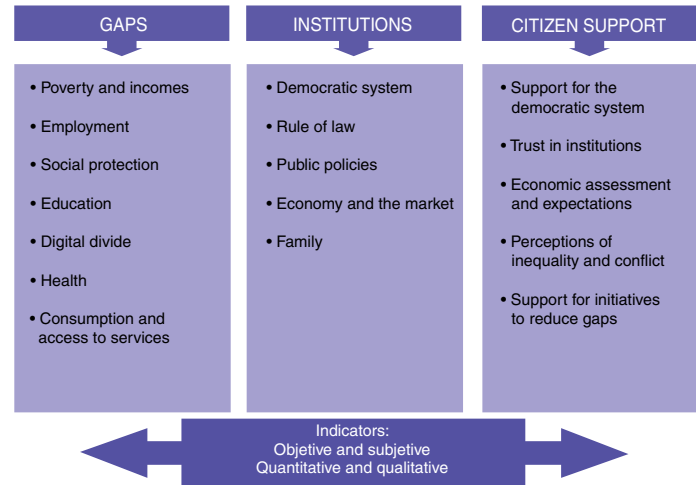 GAPS
• Poverty and incomes
• Employment
• Social protection
• Education
• Digital divide
• Health
• Consumption and
access to services
INSTITUTIONS
• Democratic system
• Rule of law
• Public policies
• Economy and the market
• Family
CITIZEN SUPPORT
• Support for the
democratic system
• Trust in institutions
• Economic assessment
and expectations
• Perceptions of
inequality and conflict
• Support for initiatives
to reduce gaps
Indicators:
Objetive and subjetive
Quantitative and qualitative